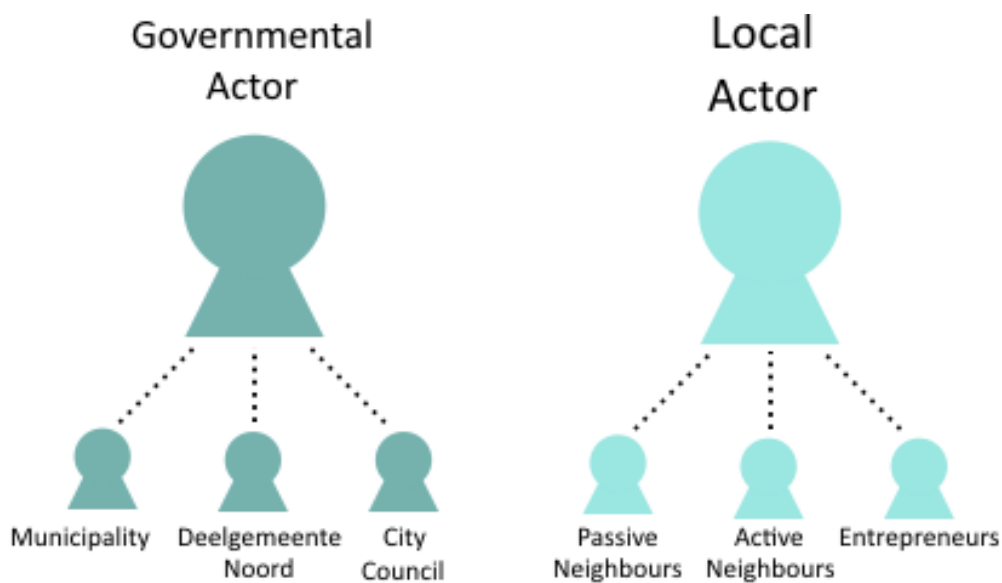 Governmental
Actor
Local
Actor
Municipality
Deelgemeente
Noord
City
Council
Passive
Neighbours
Active
Neighbours
Entrepreneurs